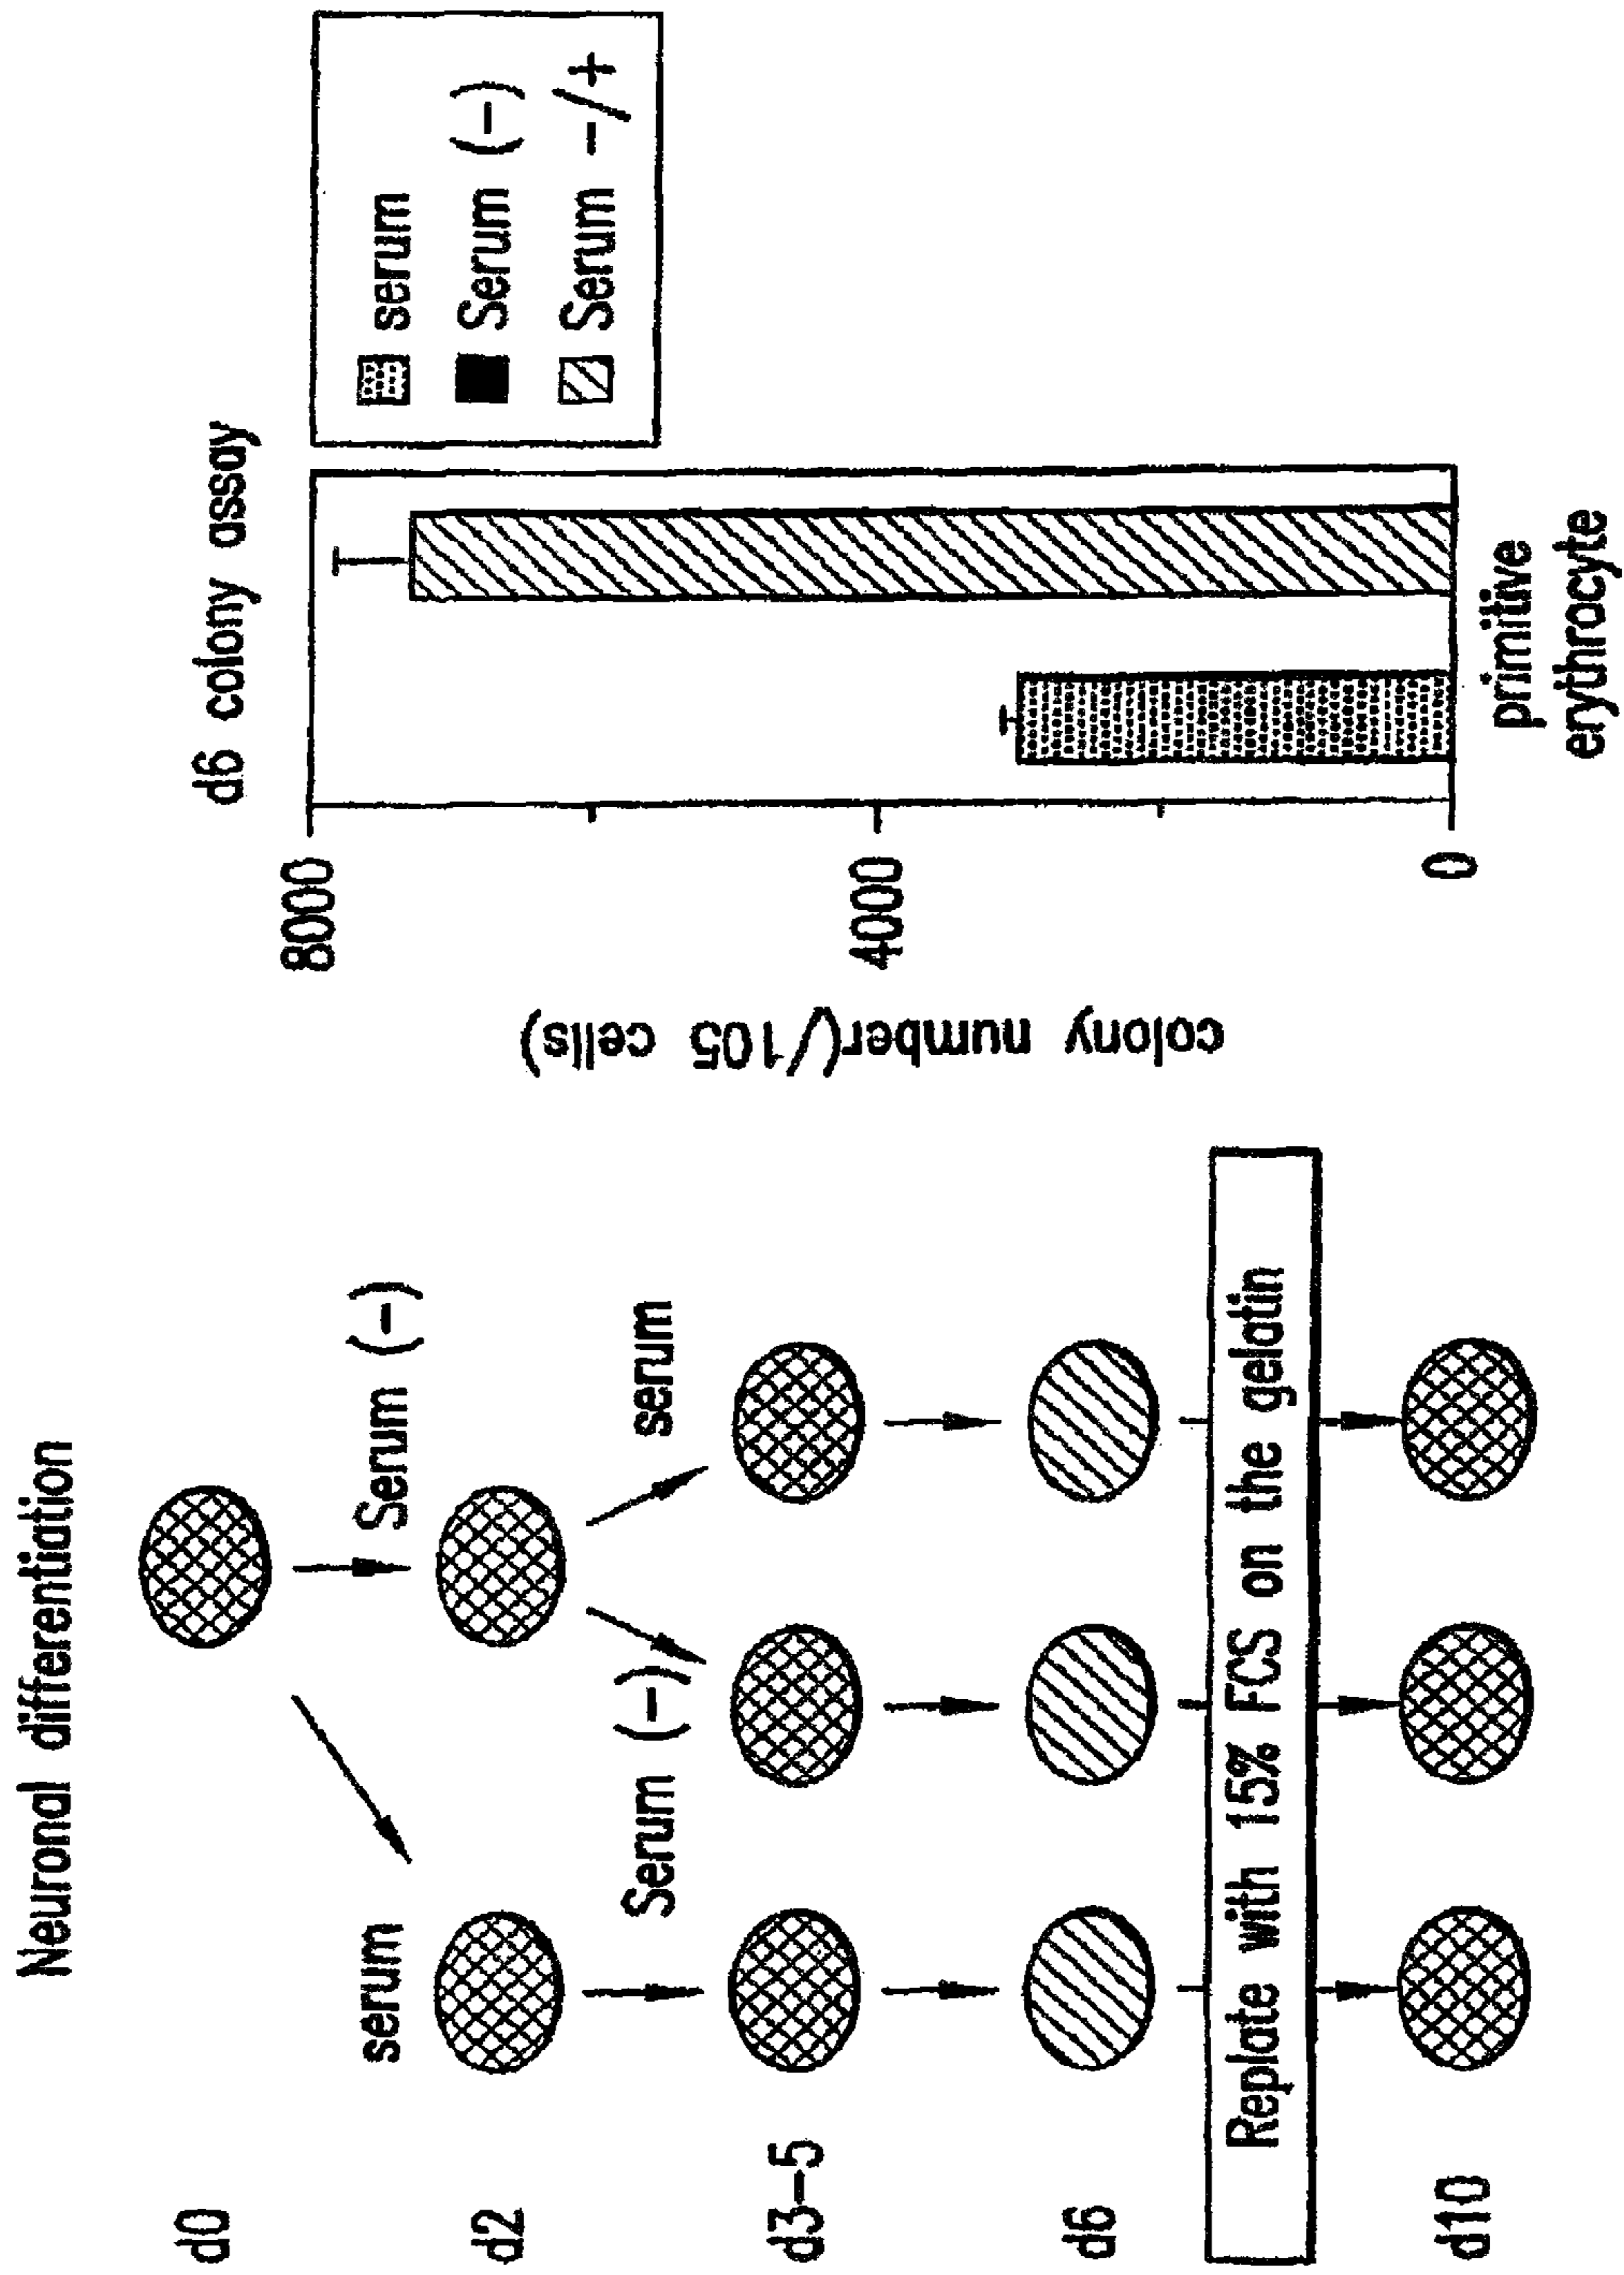 Neuronal differentiation
d0
serum
Serum (-)
d2
Serum (-)
serum
d3-5
d6
Replate with 15% FCS on the gelatin
d10
d6 colony assay
colony number(/105 cells)
8000
4000
0
primitive
erythrocyte
serum
Serum (-)
Serum -/+